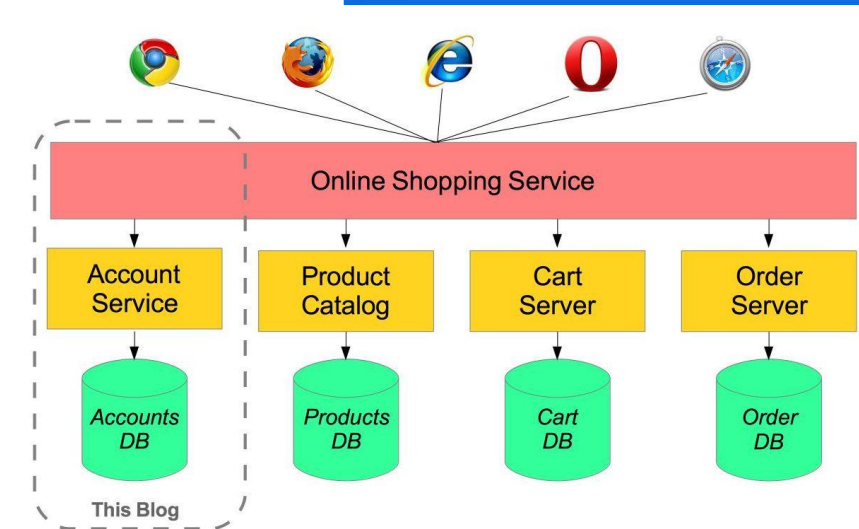 Online Shopping Service
Account
Service
Product
Catalog
Cart
Server
Order
Server
Accounts
DB
Products
DB
Cart
DB
Order
DB
This Blog